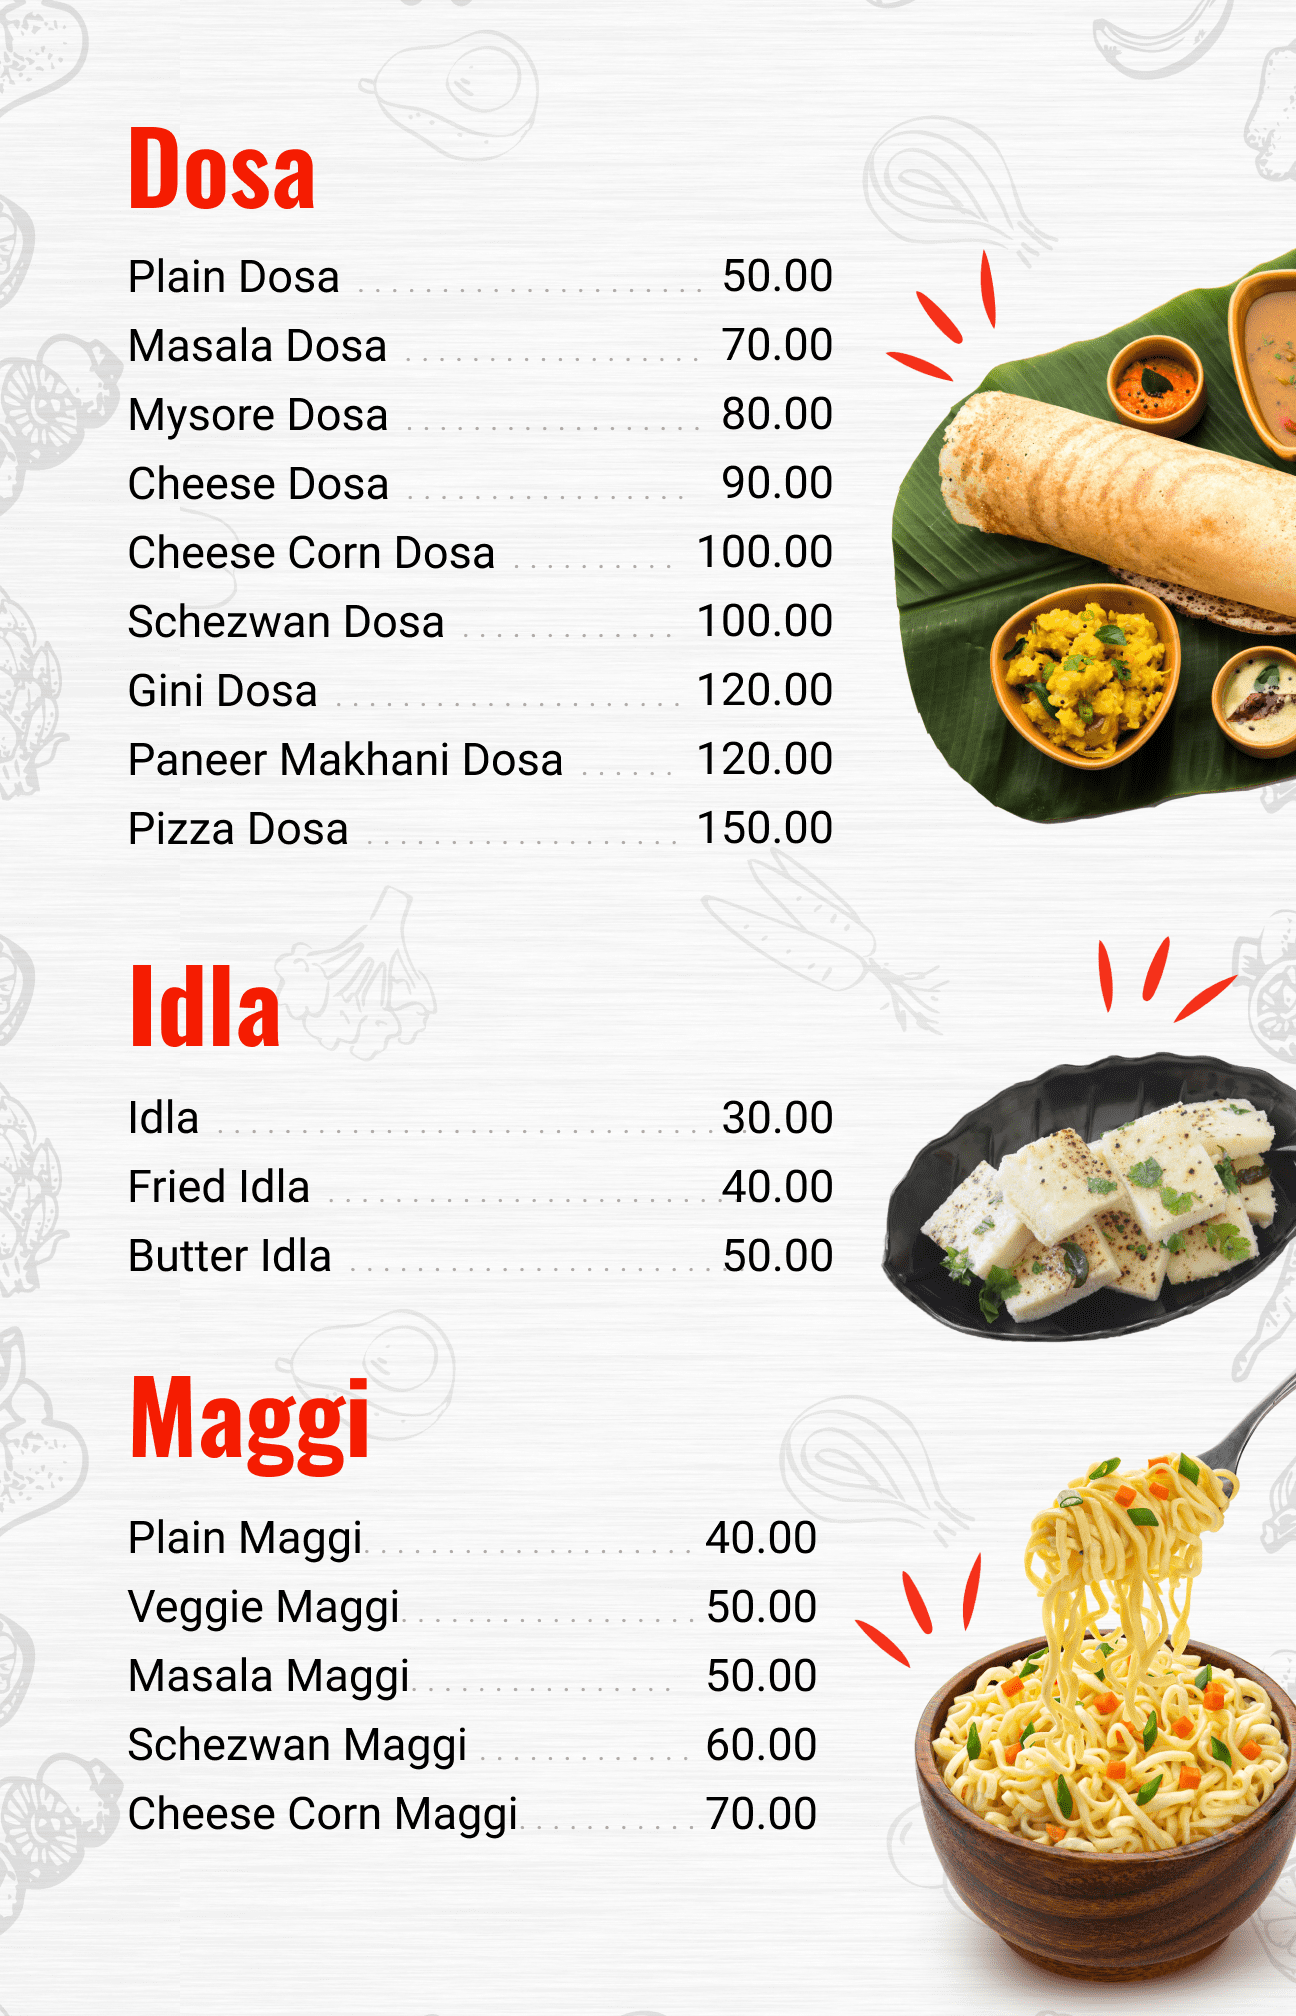 Dosa
Plain Dosa .................... 50.00
Masala Dosa .................. 70.00
Mysore Dosa .................. 80.00
Cheese Dosa ................. 90.00
Cheese Corn Dosa .......... 100.00
Schezwan Dosa ............. 100.00
Gini Dosa ..................... 120.00
Paneer Makhani Dosa ...... 120.00
Pizza Dosa ................... 150.00
Idla
Idla .............................. 30.00
Fried Idla ....................... 40.00
Butter Idla ...................... 50.00
Maggi
Plain Maggi................... 40.00
Veggie Maggi................. 50.00
Masala Maggi............... 50.00
Schezwan Maggi ............ 60.00
Cheese Corn Maggi.......... 70.00